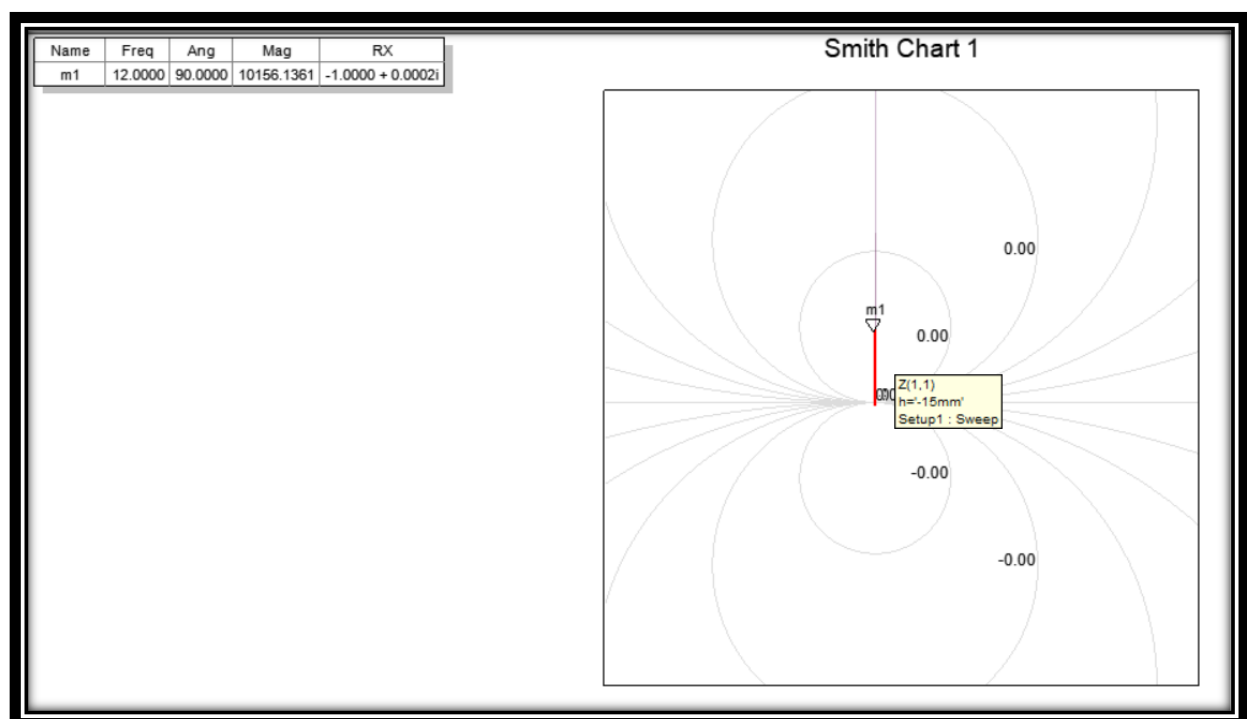 Smith Chart 1
Name Freq Ang Mag RX
m1 12.0000 90.0000 10156.1361 -1.0000 + 0.0002i
0.00
m1
0.00
Z(1,1)
h='-15mm'
Setup1 : Sweep
-0.00
-0.00